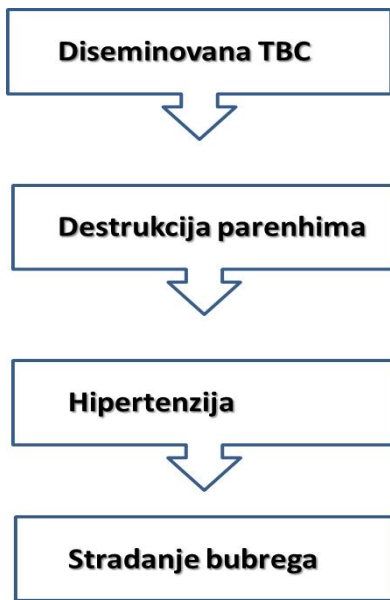 Diseminovana TBC
Destrukcija parenhima
Hipertenzija
Stradanje bubrega